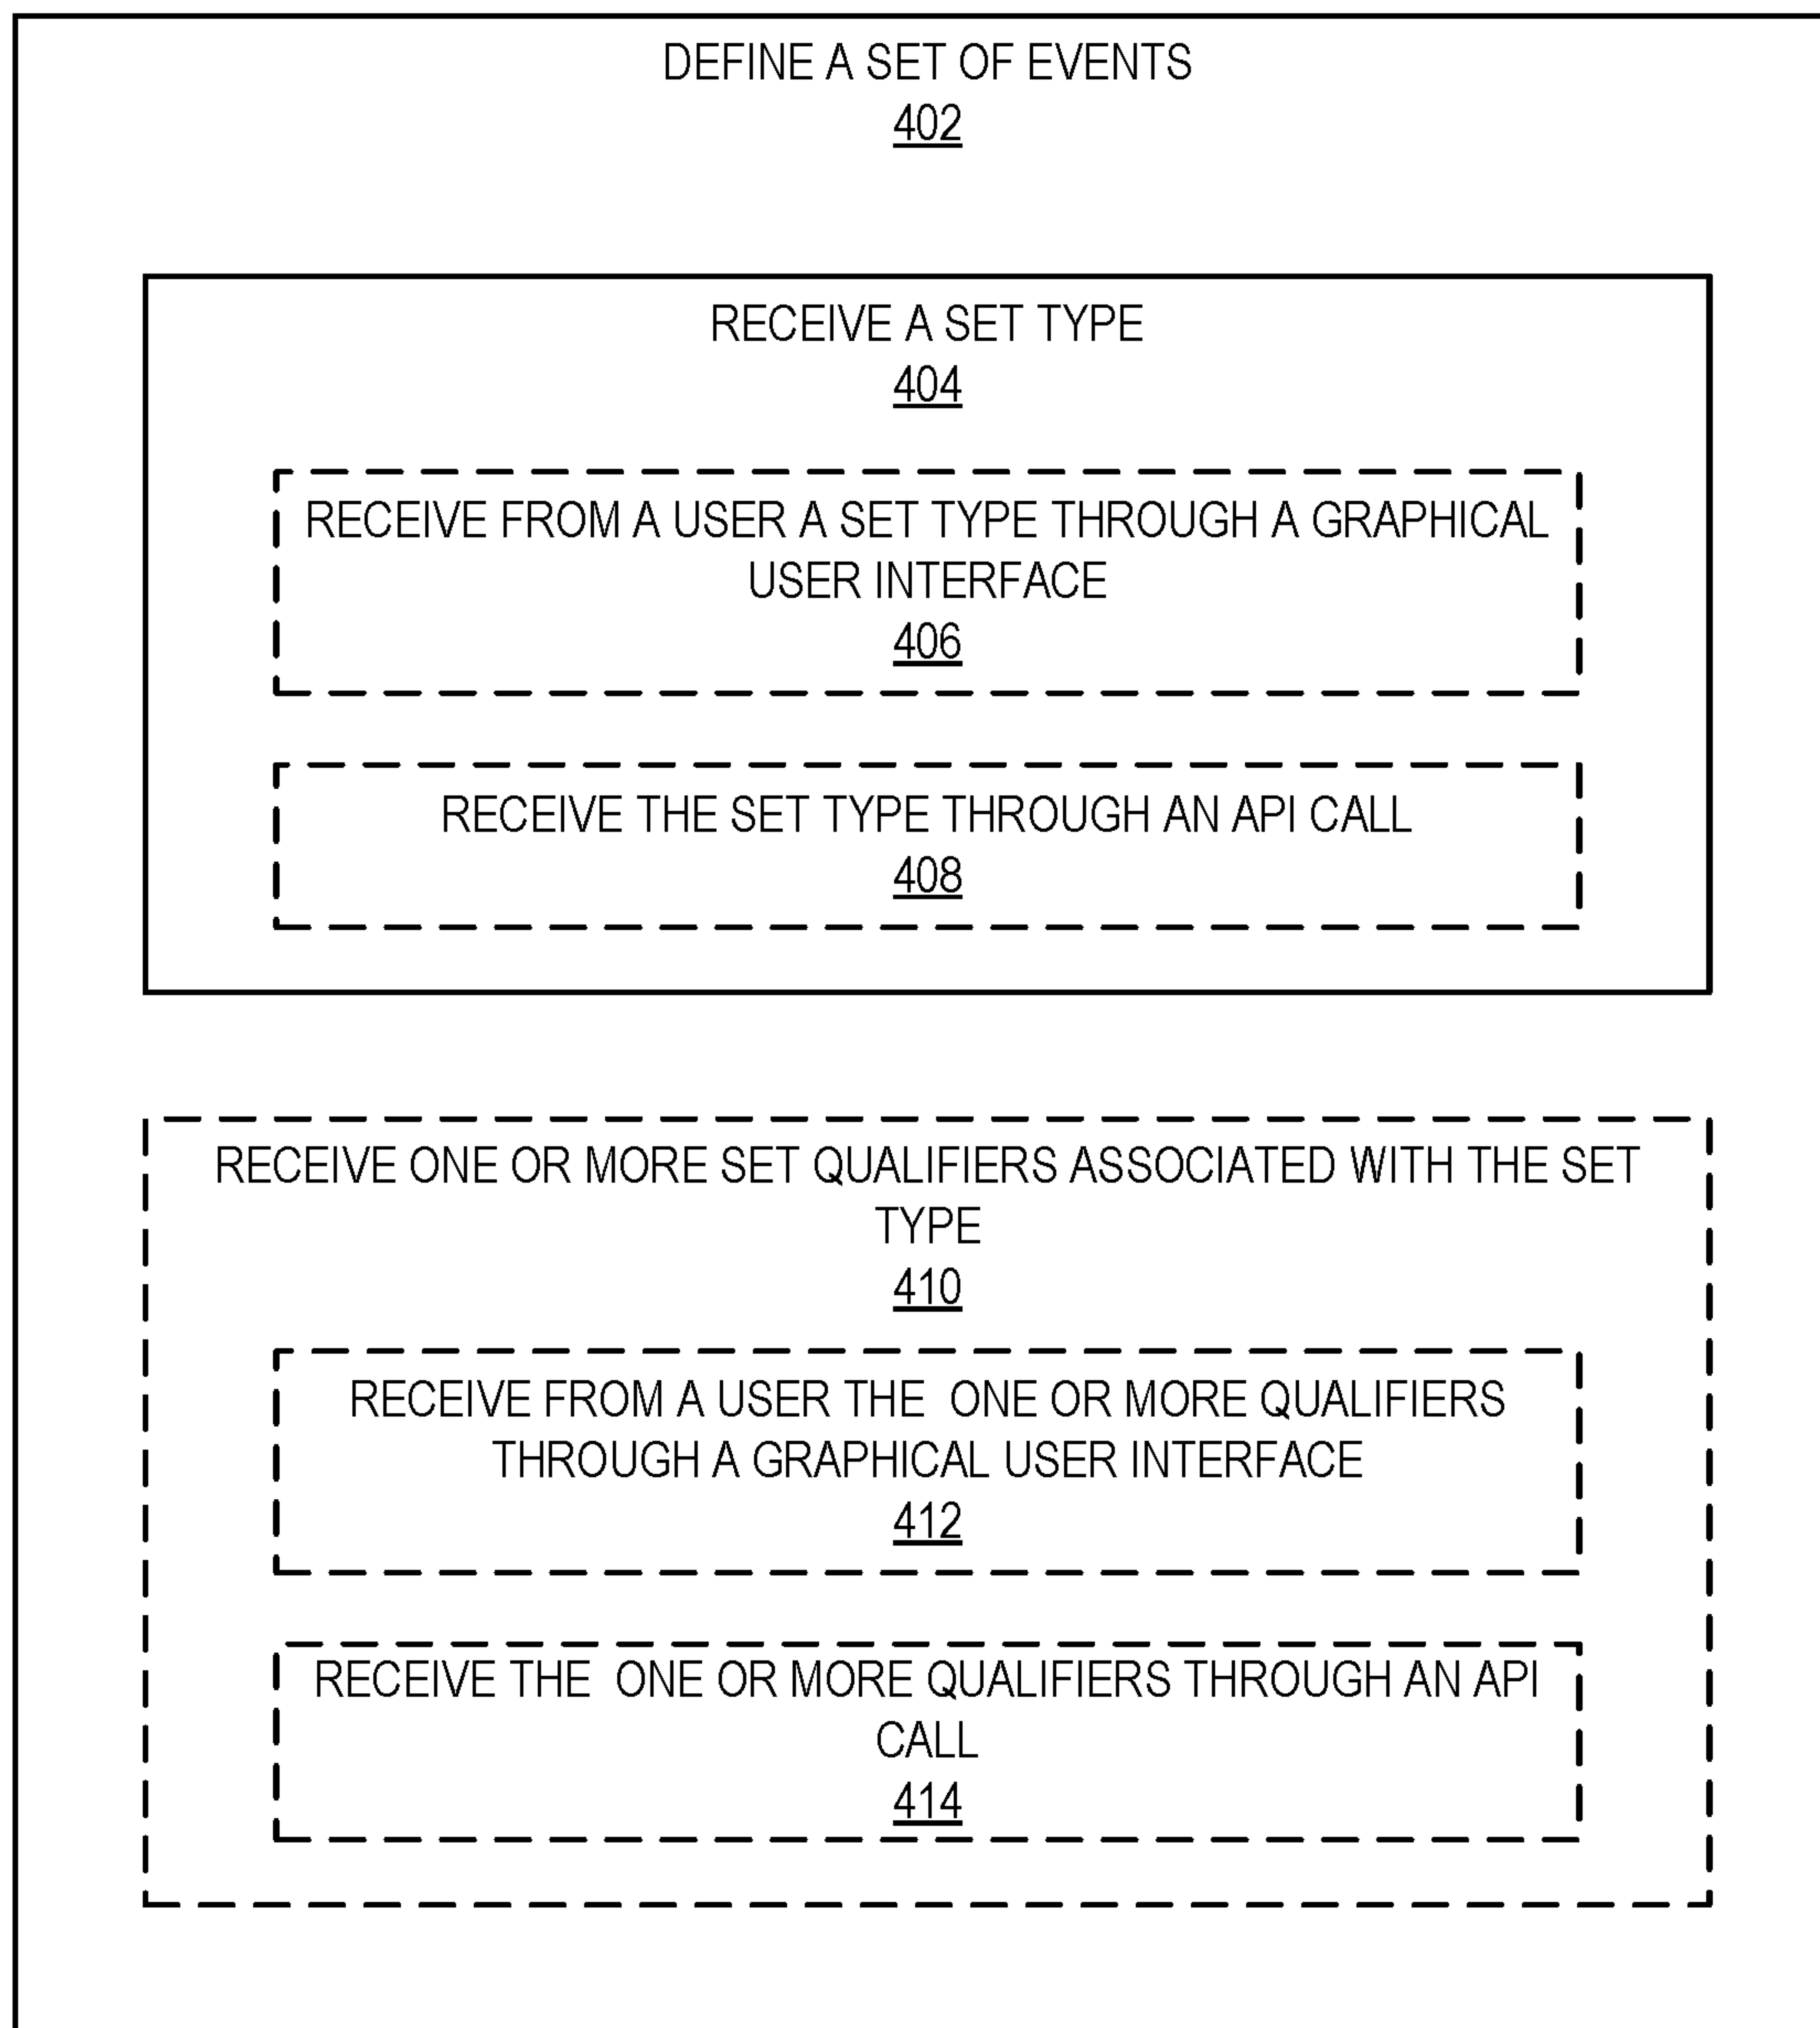 DEFINE A SET OF EVENTS
402
RECEIVE A SET TYPE
404
RECEIVE FROM A USER A SET TYPE THROUGH A GRAPHICAL
USER INTERFACE
406
RECEIVE THE SET TYPE THROUGH AN API CALL
408
RECEIVE ONE OR MORE SET QUALIFIERS ASSOCIATED WITH THE SET
TYPE
410
RECEIVE FROM A USER THE ONE OR MORE QUALIFIERS
THROUGH A GRAPHICAL USER INTERFACE
412
RECEIVE THE ONE OR MORE QUALIFIERS THROUGH AN API
CALL
414